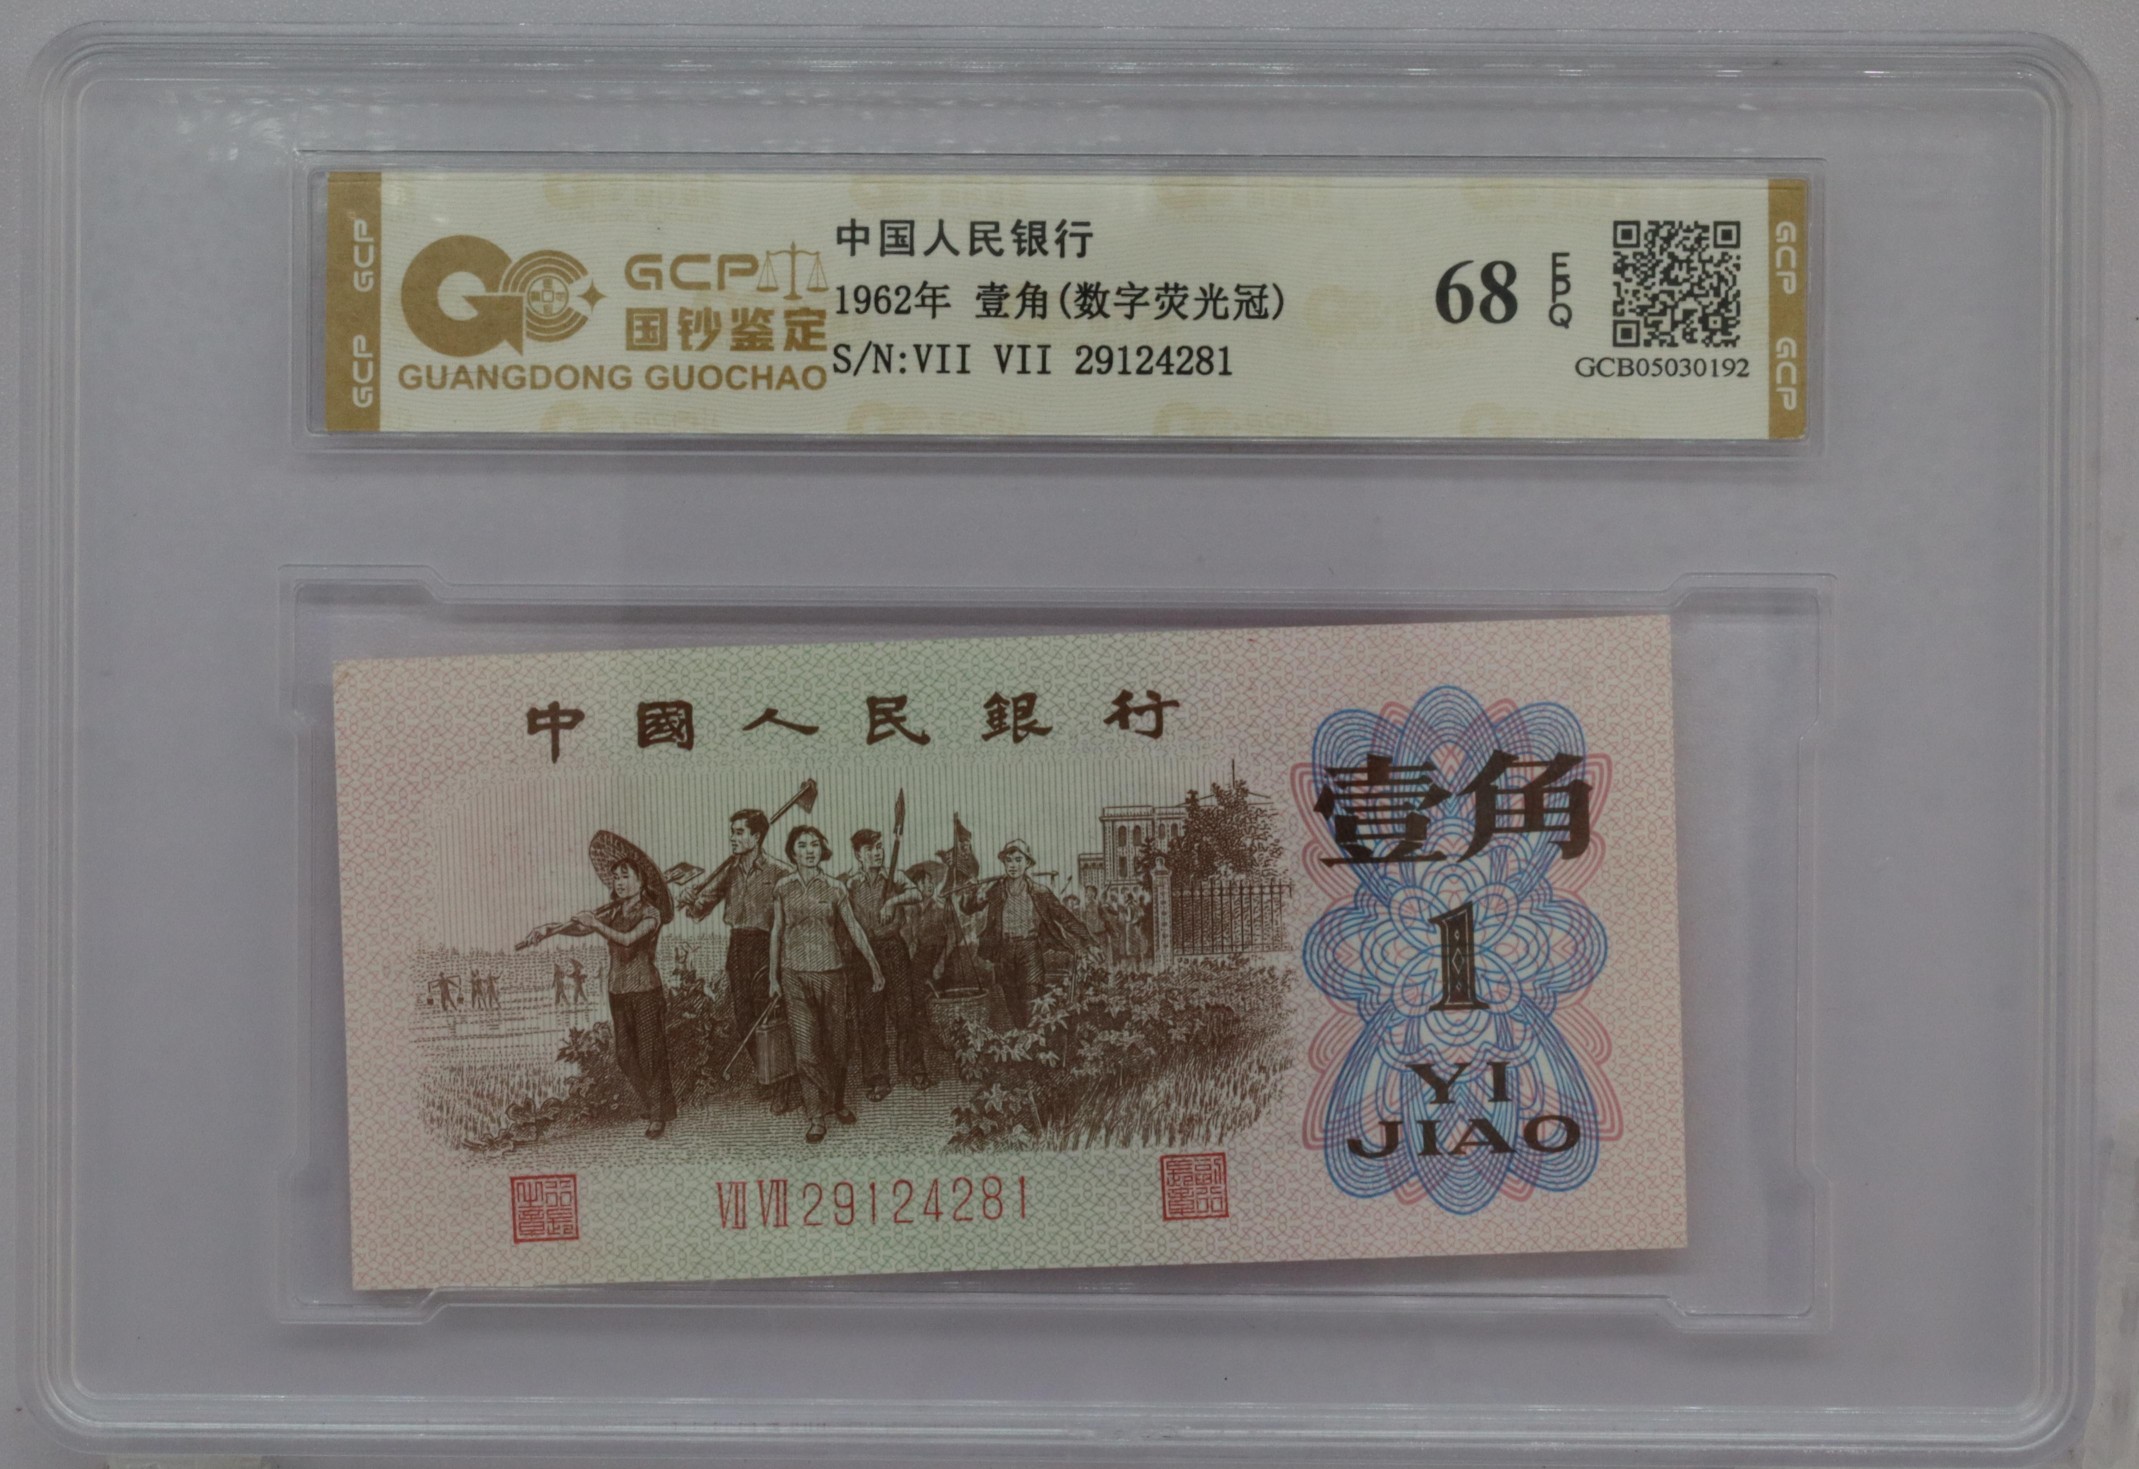 GCP
GCP
GCP
国钞鉴定
GUANGDONG GUOCHAO
中国人民银行
1962年 壹角(数字荧光冠)
S/N:VII VII 29124281
68
EPQ
GCB05030192
GCP
GCP
中國人民銀行
壹角
1
YI
JIAO
VII VII 29124281